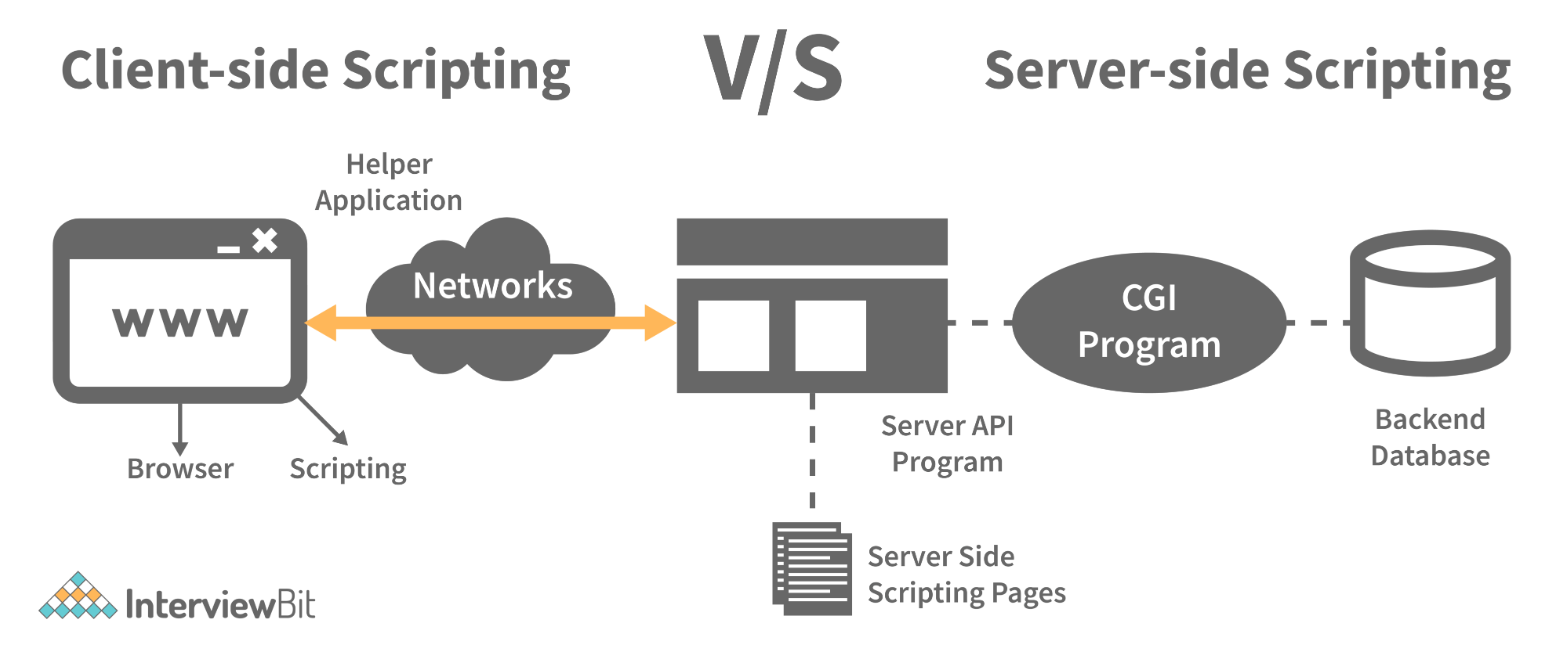 Client-side Scripting
V/S
Server-side Scripting
Helper
Application
www
Networks
Browser
Scripting
Server API
Program
CGI
Program
Backend
Database
Server Side
Scripting Pages
InterviewBit